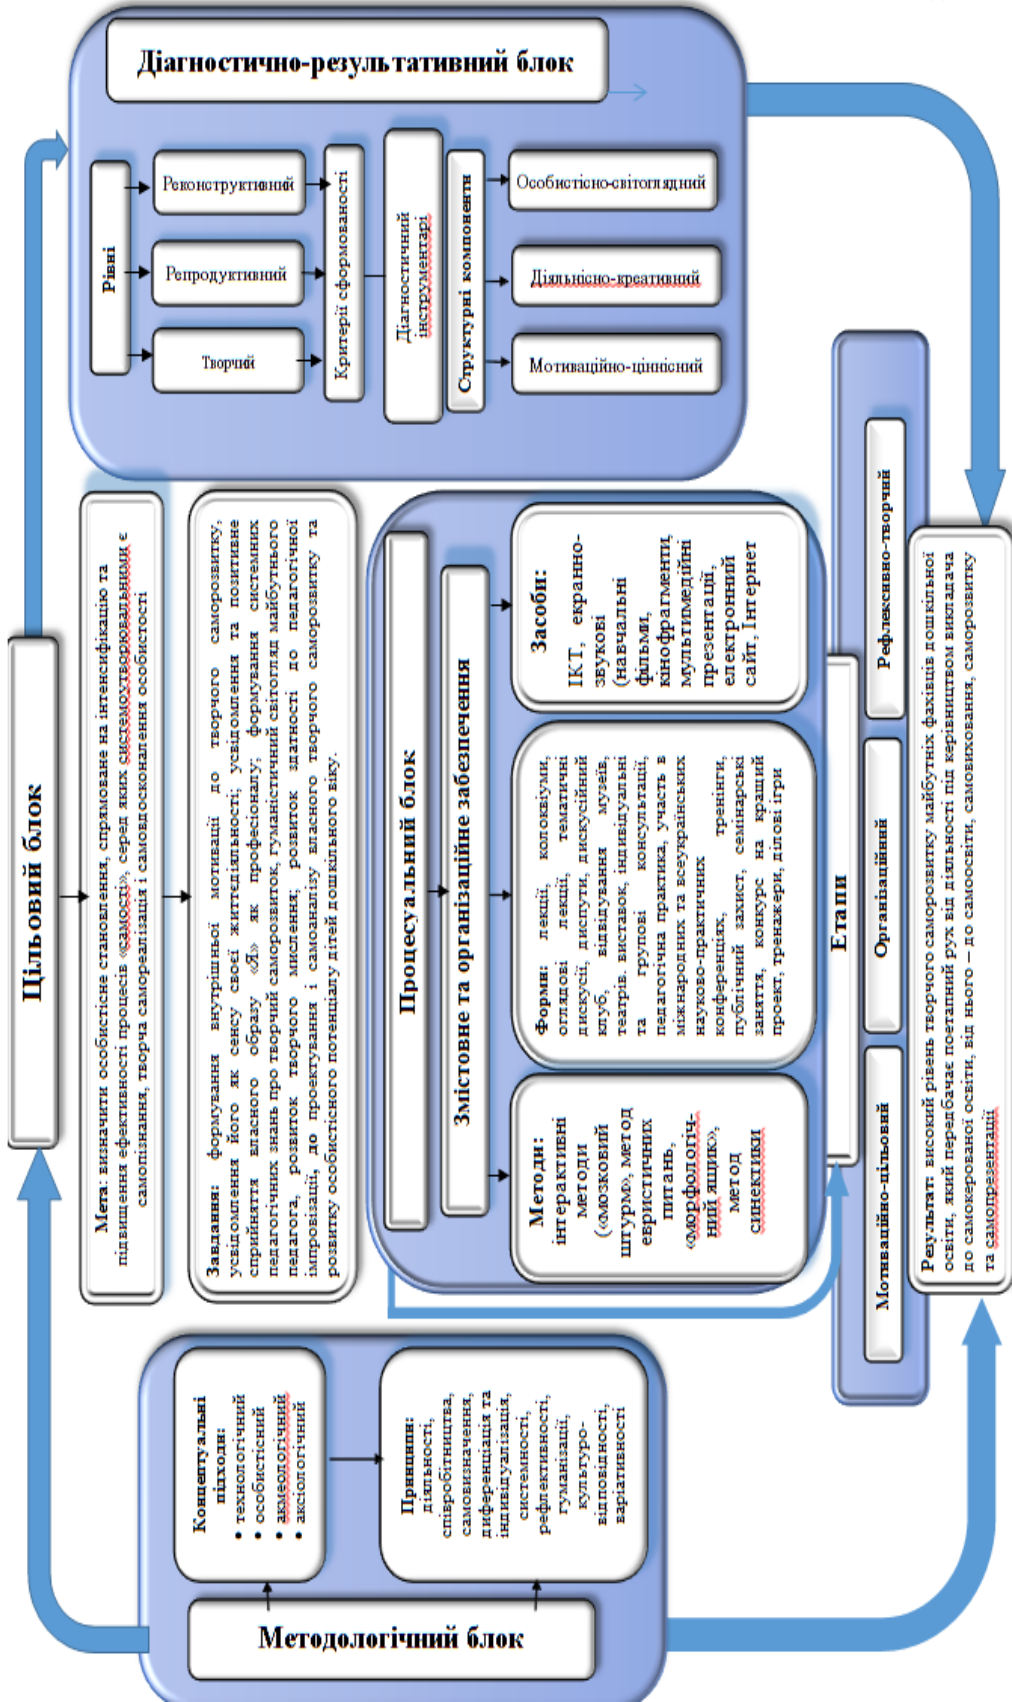 Цільовий блок
Мета: визначити особистісне становлення, спрямоване на інтенсифікацію та
підвищення ефективності процесів «самості», серед яких системоутворювальними є
самопізнання, творча самореалізація і самовдосконалення особистості
Завдання: формування внутрішньої мотивації до творчого саморозвитку,
усвідомлення його як сенсу своєї життєдіяльності; усвідомлення та позитивне
сприйняття власного образу «Я» як професіоналу; формування системних
педагогічних знань про творчий саморозвиток, гуманістичний світогляд майбутнього
педагога, розвиток творчого мислення; розвиток здатності до педагогічної
імпровізації, до проектування і самоаналізу власного творчого саморозвитку та
розвитку особистісного потенціалу дітей дошкільного віку.
Методологічний блок
Концептуальні
підходи:
• технологічний
• особистісний
• акмеологічний
• аксіологічний
Принципи:
діяльності,
співробітництва,
самовизначення,
диференціація та
індивідуалізація,
системності,
рефлективності,
гуманізації,
культуро-
відповідності,
варіативності
Процесуальний блок
Змістовне та організаційне забезпечення
Методи:
інтерактивні
методи
(«мозковий
штурм», метод
евристичних
питань,
«морфологіч-
ний ящик»,
метод
синектики
Форми: лекції, колоквіуми,
оглядові лекції, тематичні
дискусії, диспути, дискусійний
клуб, відвідування музеїв,
театрів. виставок, індивідуальні
та групові консультації,
педагогічна практика, участь в
міжнародних та всеукраїнських
науково-практичних
конференціях, тренінги,
публічний захист, семінарські
заняття, конкурс на кращий
проект, тренажери, ділові ігри
Засоби:
ІКТ, екранно-
звукові
(навчальні
фільми,
кінофрагменти,
мультимедійні
презентації,
електронний
сайт, Інтернет
Етапи
Мотиваційно-цільовий
Організаційний
Рефлексивно-творчий
Діагностично-результативний блок
Рівні
Творчий
Репродуктивний
Реконструктивний
Критерії сформованості
Діагностичний
інструментарі
Структурні компоненти
Мотиваційно-ціннісний
Діяльнісно-креативний
Особистісно-світоглядний
Результат: високий рівень творчого саморозвитку майбутніх фахівців дошкільної
освіти, який передбачає поетапний рух від діяльності під керівництвом викладача
до самокерованої освіти, від нього – до самоосвіти, самовиховання, саморозвитку
та самопрезентації